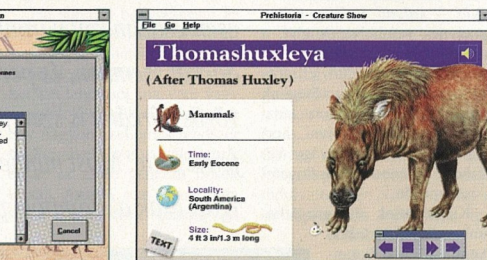 Prehistoria - Creature Show
File Go Help
Thomashuxleya
(After Thomas Huxley)
Mammals
Time:
Early Eocene
Locality:
South America
(Argentina)
Size:
4 ft 3 in/1.3 m long
TEXT
Cancel